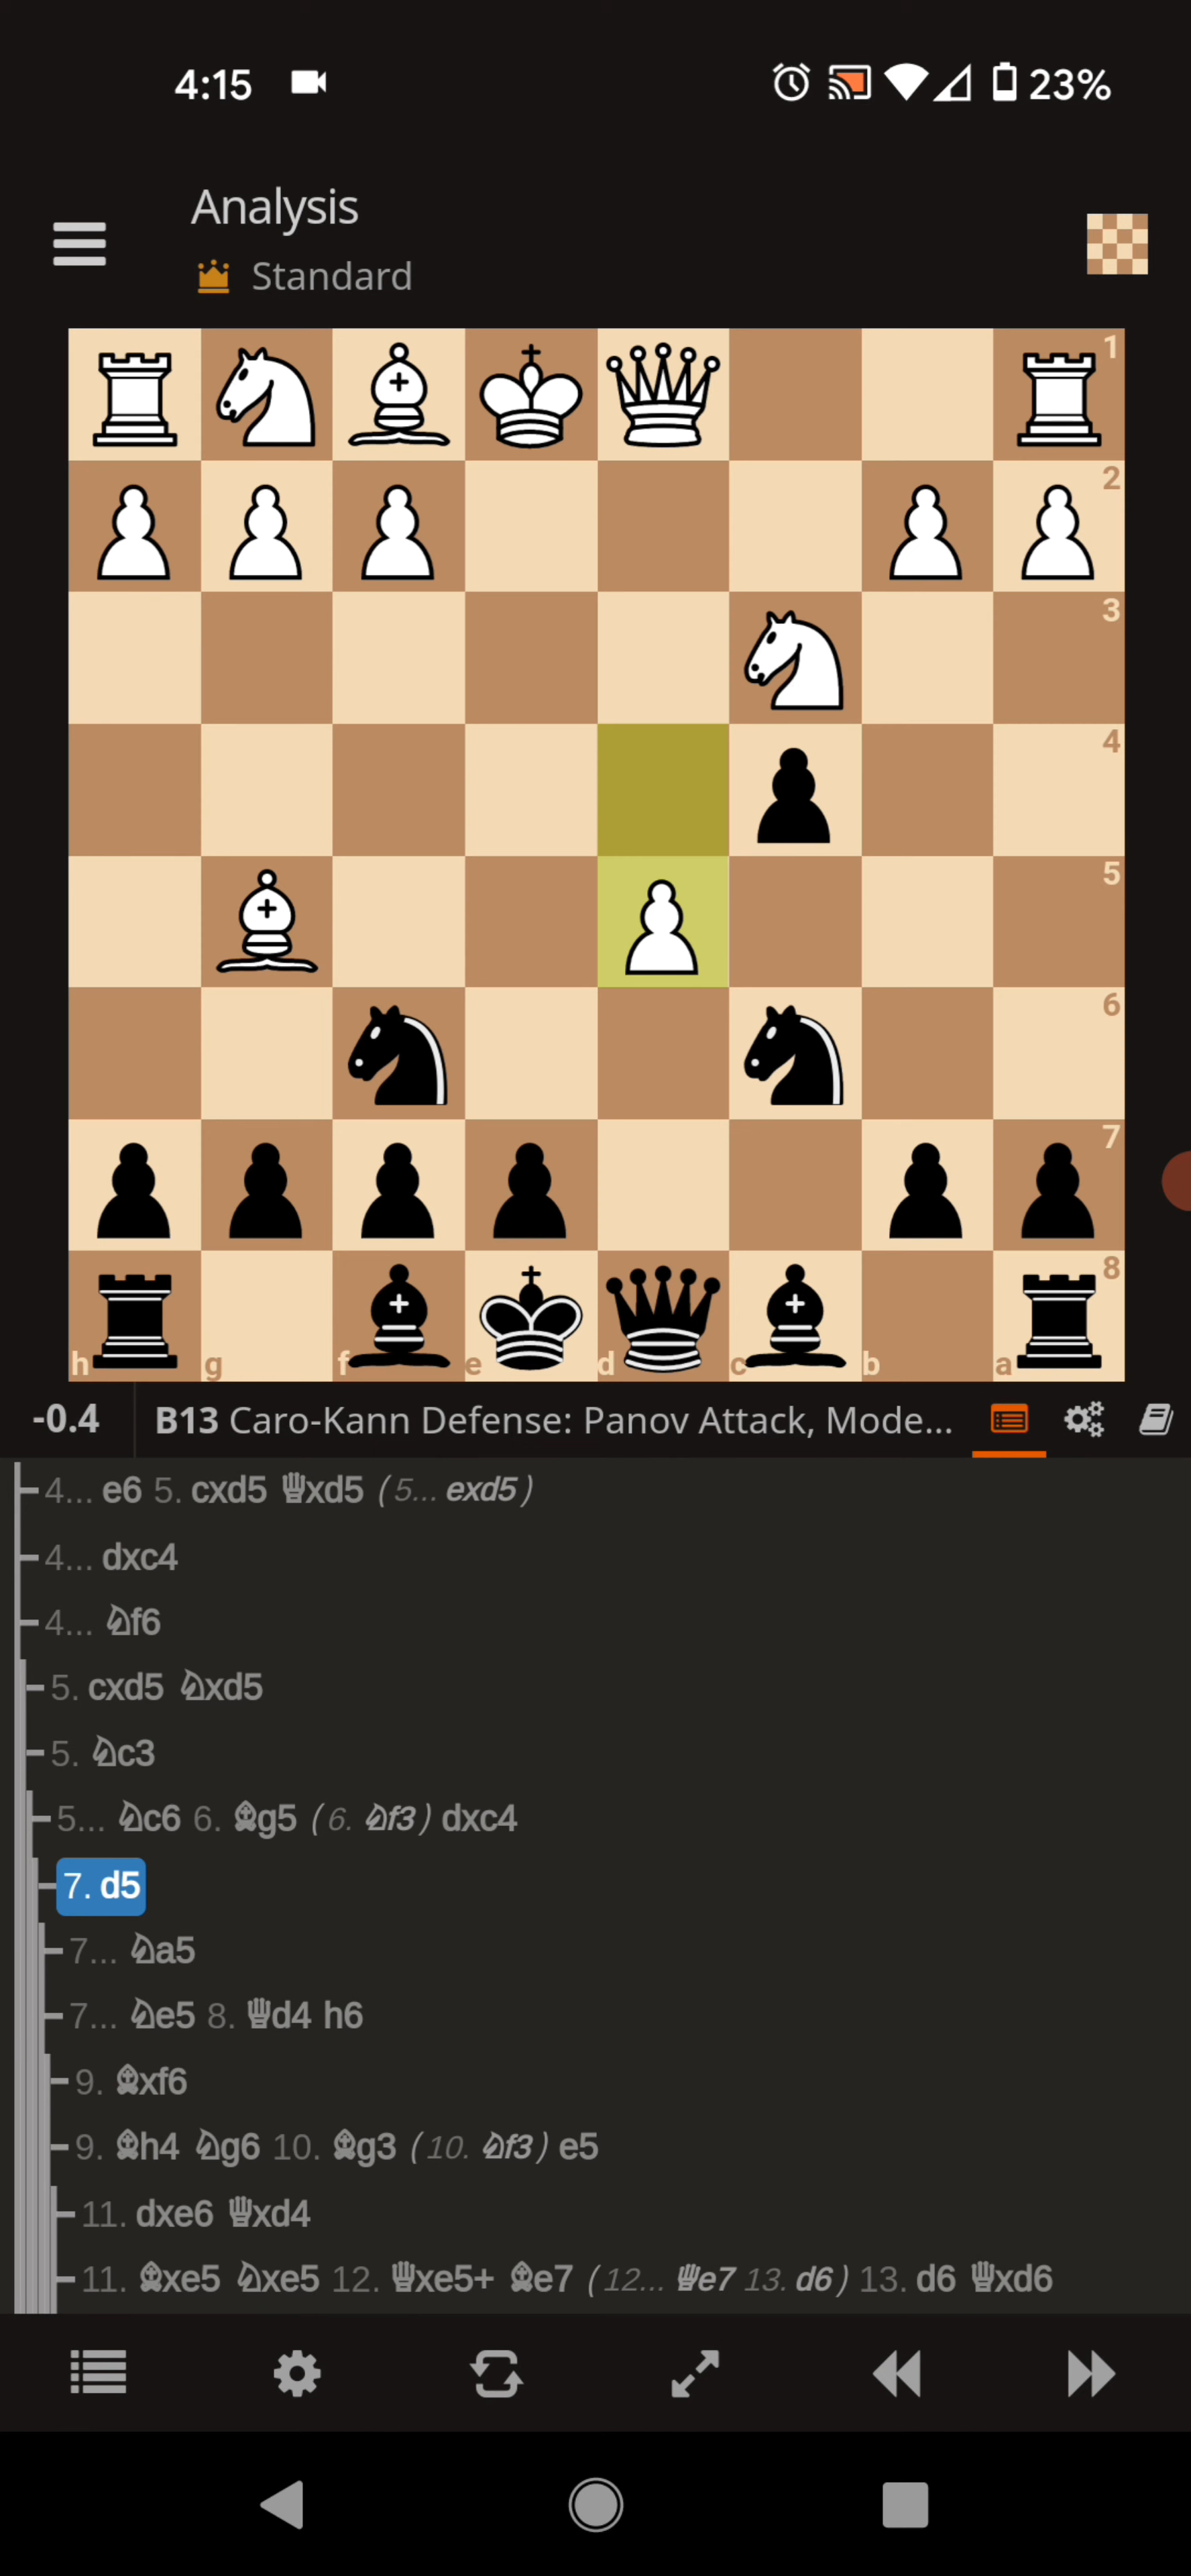 4:15 23%
Analysis
Standard
1
2
3
4
5
6
7
8
h g f e d c b a
-0.4 B13 Caro-Kann Defense: Panov Attack, Mode...
4... e6 5. cxd5 ♛xd5 (5... exd5)
4... dxc4
4... ♘f6
5. cxd5 ♘xd5
5. ♘c3
5... ♘c6 6. ♝g5 (6. ♘f3) dxc4
7. d5
7... ♘a5
7... ♘e5 8. ♛d4 h6
9. ♝xf6
9. ♝h4 ♘g6 10. ♝g3 (10. ♘f3) e5
11. dxe6 ♛xd4
11. ♝xe5 ♘xe5 12. ♛xe5+ ♝e7 (12... ♛e7 13. d6) 13. d6 ♛xd6